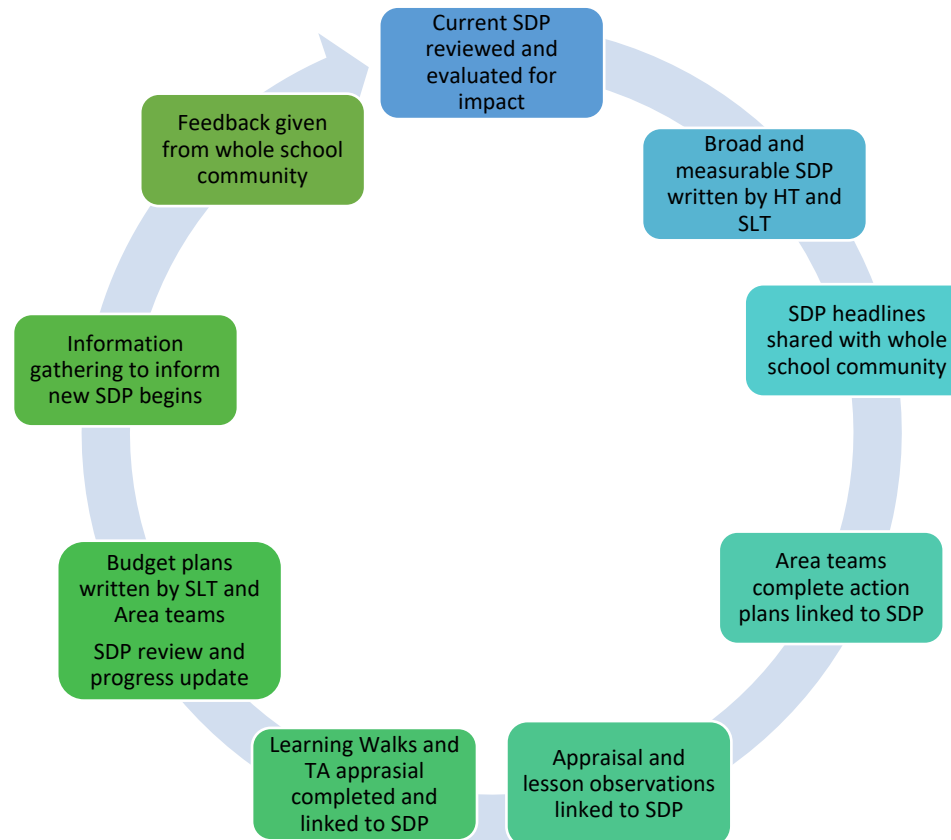 Current SDP
reviewed and
evaluated for
impact
Broad and
measurable SDP
written by HT and
SLT
SDP headlines
shared with whole
school community
Area teams
complete action
plans linked to SDP
Appraisal and
lesson observations
linked to SDP
Learning Walks and
TA apprasial
completed and
linked to SDP
Budget plans
written by SLT and
Area teams
SDP review and
progress update
Information
gathering to inform
new SDP begins
Feedback given
from whole school
community